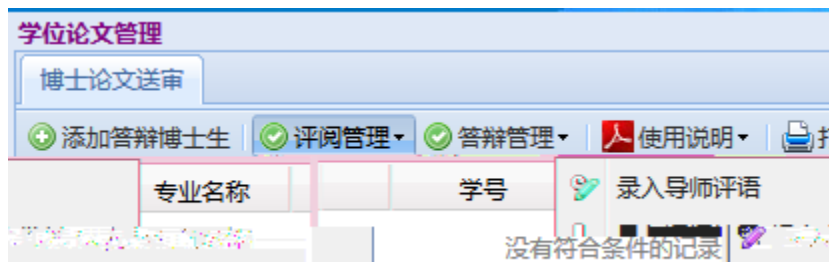 学位论文管理
博士论文送审
添加答辩博士生 评阅管理 答辩管理 使用说明
专业名称 学号 录入导师评语
没有符合条件的记录